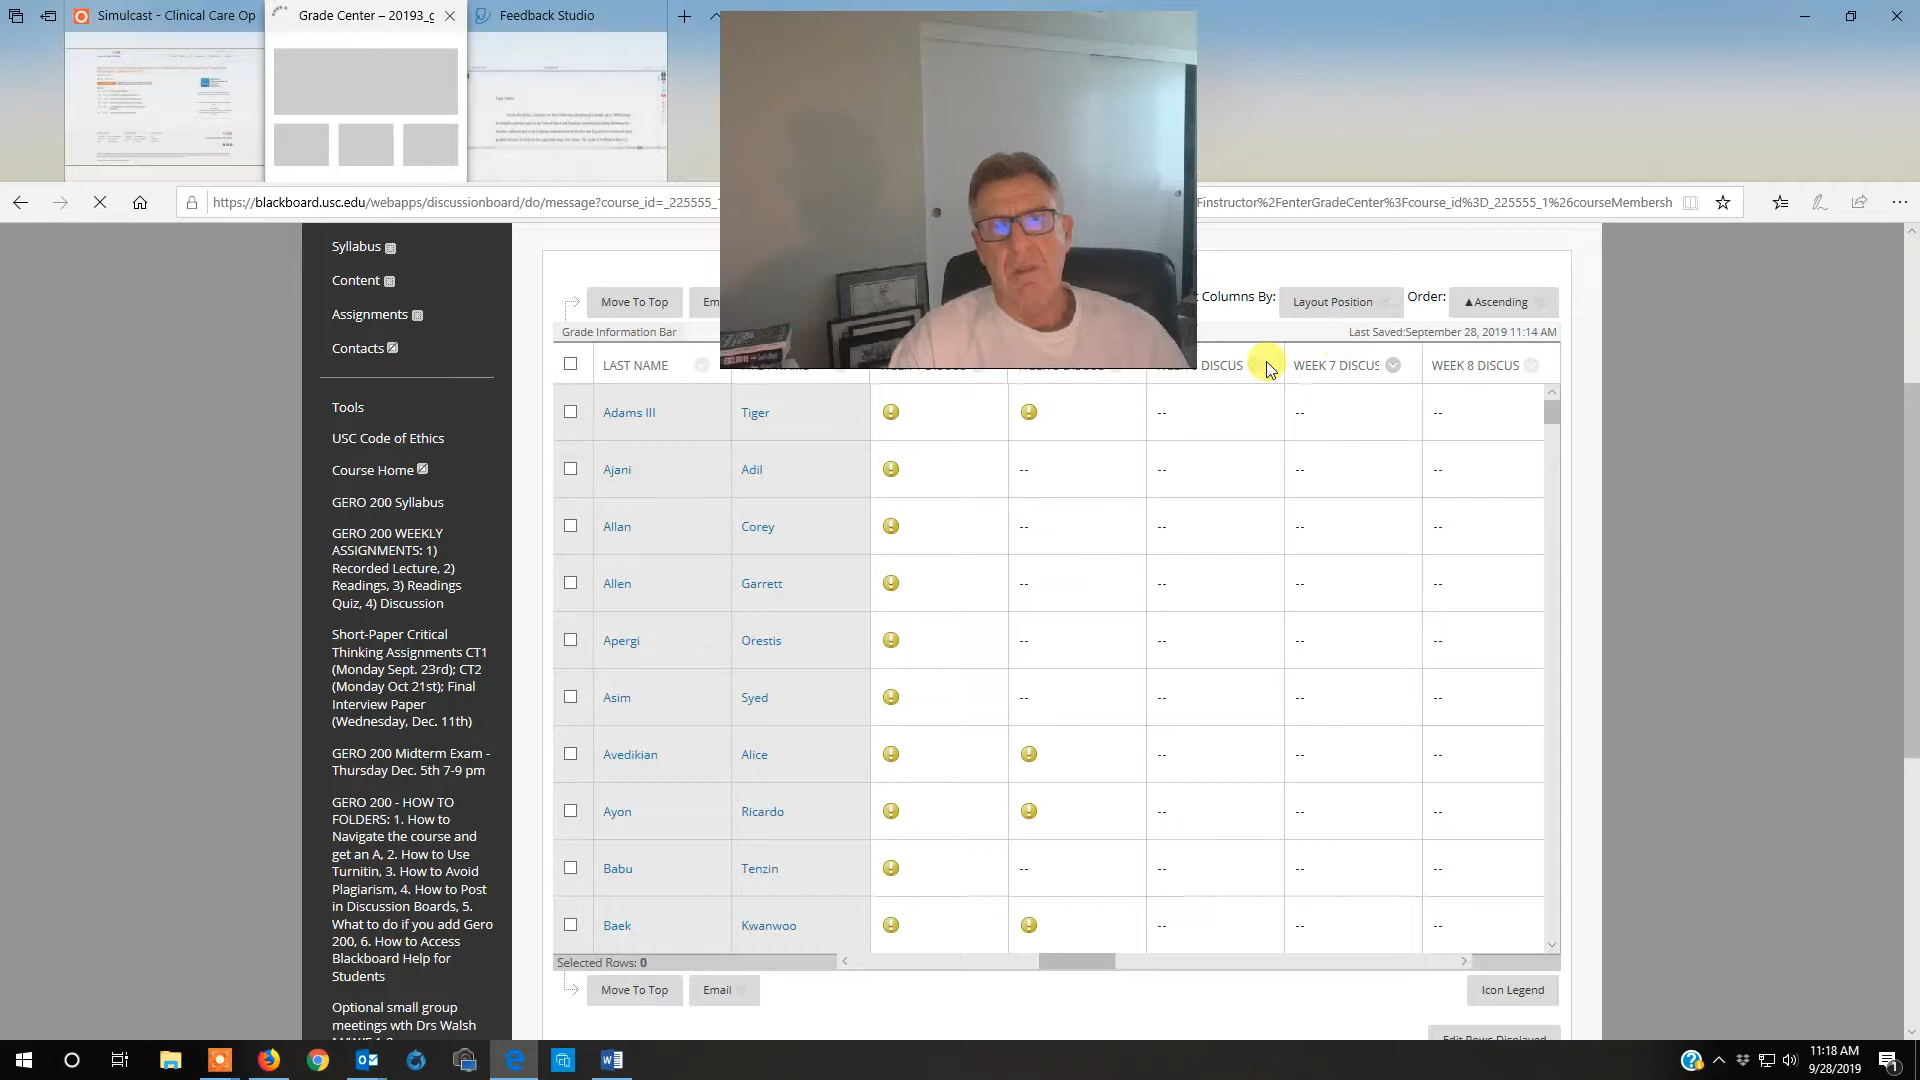 Simulcast - Clinical Care Op
Grade Center – 20193_g
Feedback Studio
https://blackboard.usc.edu/webapps/discussionboard/do/message?course_id=_225555_
Finstructor%2FenterGradeCenter%3Fcourse_id%3D_225555_1%26courseMembersh
Syllabus
Content
Assignments
Contacts
Tools
USC Code of Ethics
Course Home
GERO 200 Syllabus
GERO 200 WEEKLY
ASSIGNMENTS: 1)
Recorded Lecture, 2)
Readings, 3) Readings
Quiz, 4) Discussion
Short-Paper Critical
Thinking Assignments CT1
(Monday Sept. 23rd); CT2
(Monday Oct 21st); Final
Interview Paper
(Wednesday, Dec. 11th)
GERO 200 Midterm Exam -
Thursday Dec. 5th 7-9 pm
GERO 200 - HOW TO
FOLDERS: 1. How to
Navigate the course and
get an A, 2. How to Use
Turnitin, 3. How to Avoid
Plagiarism, 4. How to Post
in Discussion Boards, 5.
What to do if you add Gero
200, 6. How to Access
Blackboard Help for
Students
Optional small group
meetings wth Drs Walsh
Move To Top Em
Columns By: Layout Position Order: ▲Ascending
Grade Information Bar Last Saved:September 28, 2019 11:14 AM
LAST NAME DISCUS WEEK 7 DISCUS WEEK 8 DISCUS
Adams III Tiger -- -- --
Ajani Adil -- -- -- --
Allan Corey -- -- -- --
Allen Garrett -- -- -- --
Apergi Orestis -- -- -- --
Asim Syed -- -- -- --
Avedikian Alice -- -- --
Ayon Ricardo -- -- --
Babu Tenzin -- -- -- --
Baek Kwanwoo -- -- --
Selected Rows: 0
Move To Top Email Icon Legend
Edit Rows Displayed
11:18 AM
9/28/2019